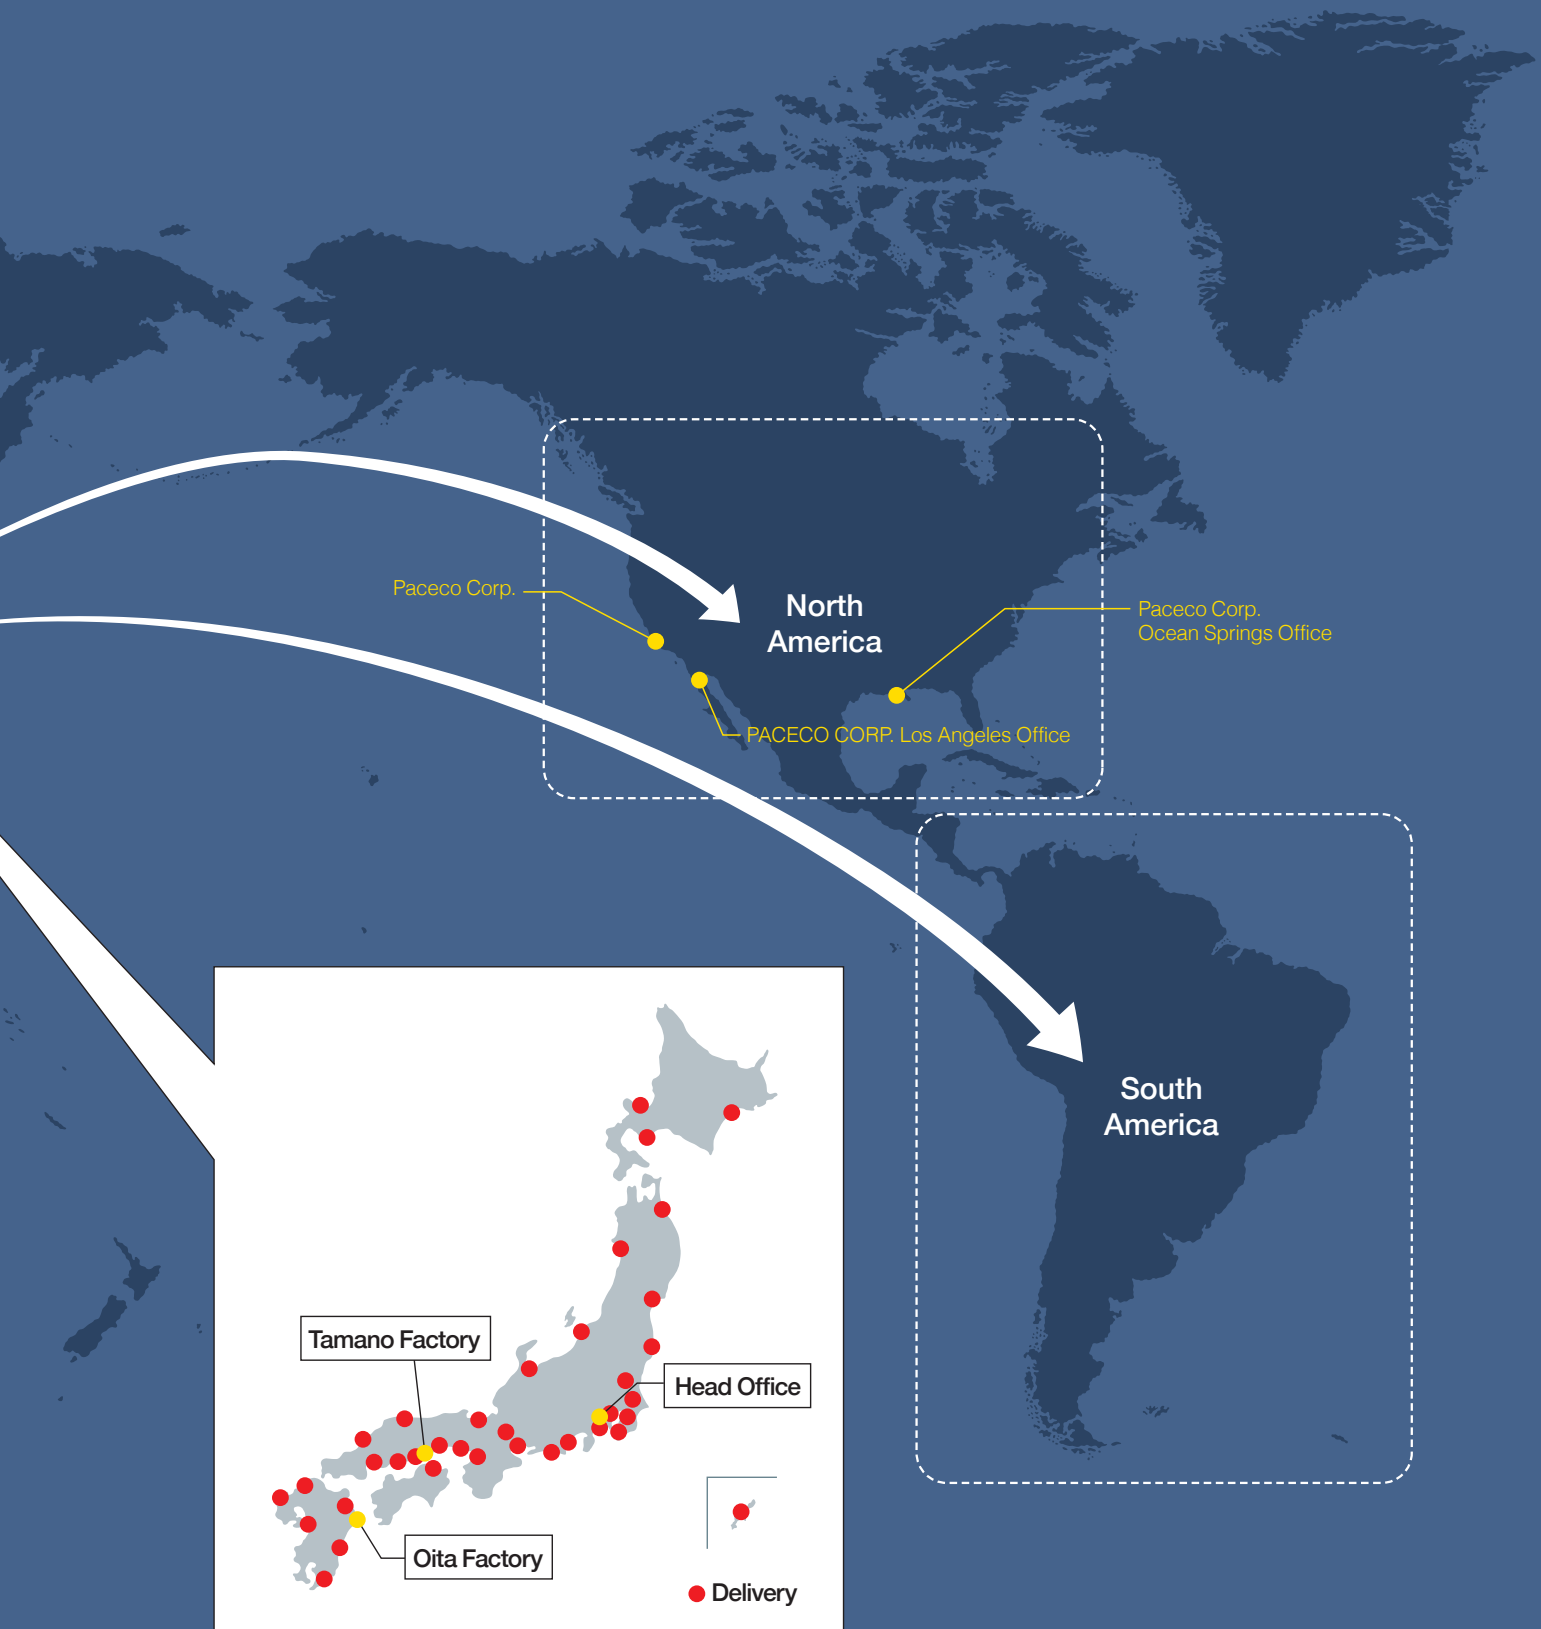 North
America
Paceco Corp.
Paceco Corp.
Ocean Springs Office
PACECO CORP. Los Angeles Office
South
America
Tamano Factory
Head Office
Oita Factory
Delivery